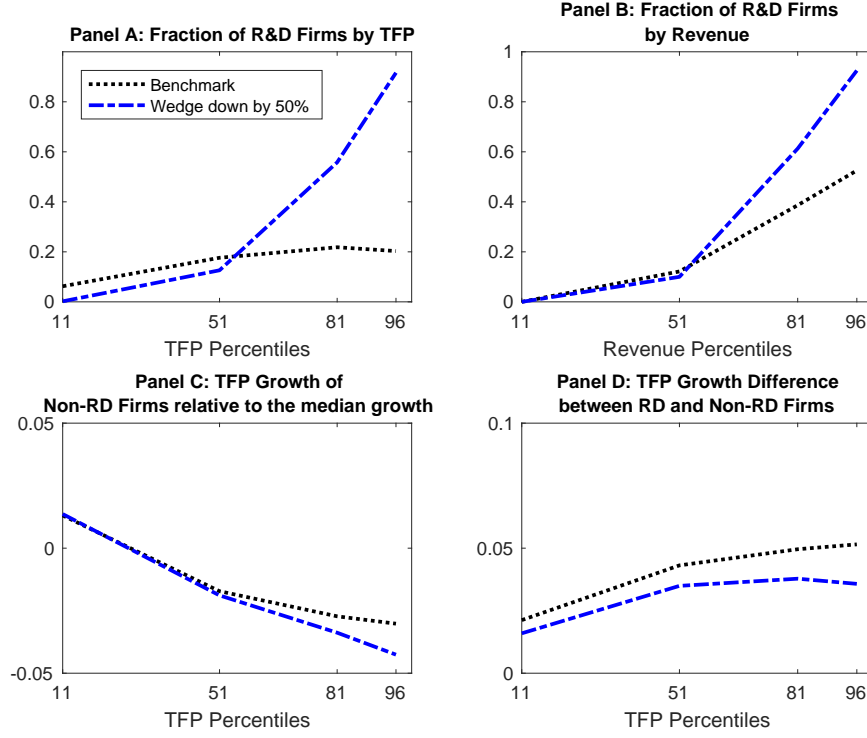 Panel A: Fraction of R&D Firms by TFP
Benchmark
Wedge down by 50%
0.8
0.6
0.4
0.2
0
11
51
81
96
TFP Percentiles
Panel B: Fraction of R&D Firms
by Revenue
1
0.8
0.6
0.4
0.2
0
11
51
81
96
Revenue Percentiles
Panel C: TFP Growth of
Non-RD Firms relative to the median growth
0.05
0
-0.05
11
51
81
96
TFP Percentiles
Panel D: TFP Growth Difference
between RD and Non-RD Firms
0.1
0.05
0
11
51
81
96
TFP Percentiles